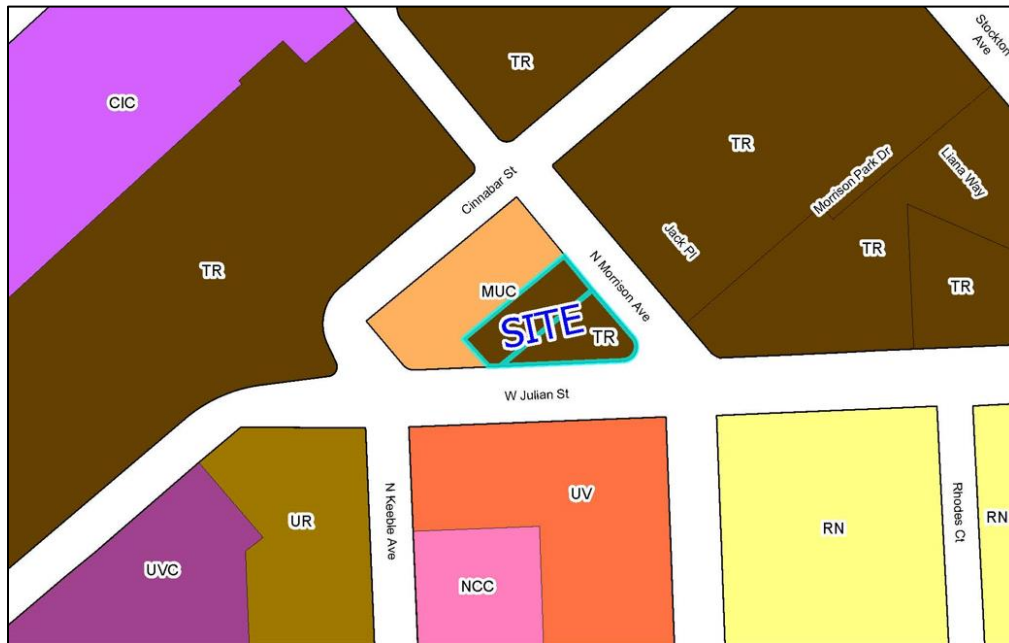 Stockton
Ave
TR
CIC
TR
Liana Way
Morrison Park Dr
Cinnabar St
Jack Pl
TR
TR
N Morrison Ave
TR
MUC
SITE
TR
W Julian St
N Keeble Ave
UV
UR
Rhodes Ct
RN
RN
UVC
NCC